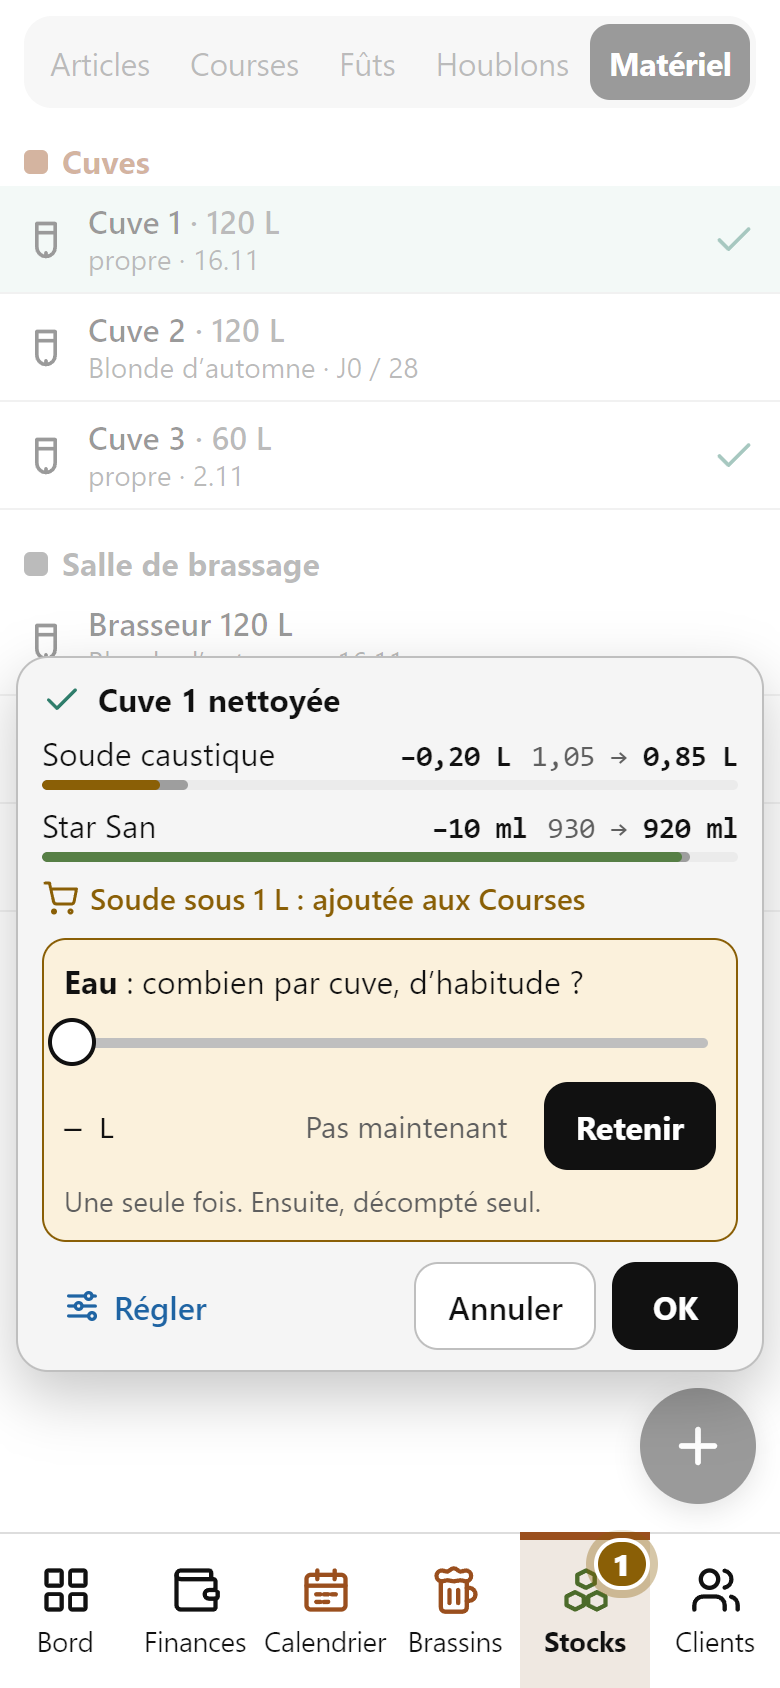 Articles Courses Fûts Houblons Matériel
Cuves
Cuve 1 · 120 L
propre · 16.11
Cuve 2 · 120 L
Blonde d’automne · J0 / 28
Cuve 3 · 60 L
propre · 2.11
Salle de brassage
Brasseur 120 L
Cuve 1 nettoyée
Soude caustique −0,20 L 1,05 → 0,85 L
Star San −10 ml 930 → 920 ml
Soude sous 1 L : ajoutée aux Courses
Eau : combien par cuve, d’habitude ?
– L Pas maintenant Retenir
Une seule fois. Ensuite, décompté seul.
Régler Annuler OK
1
Bord Finances Calendrier Brassins Stocks Clients